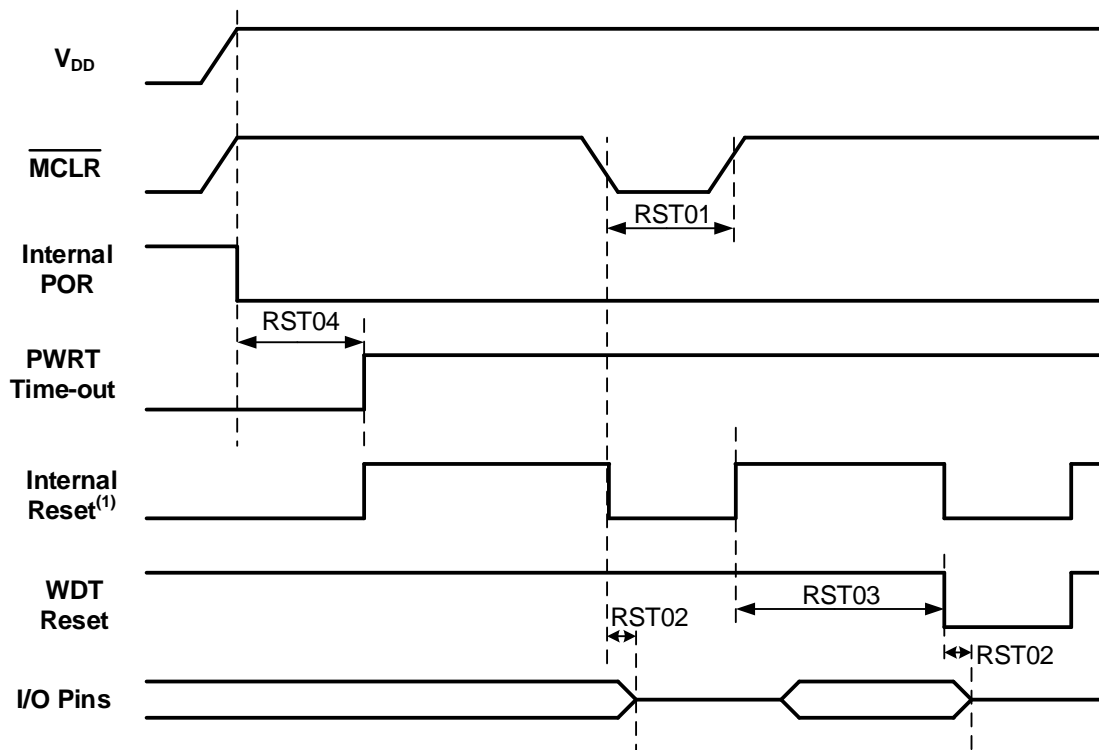 VDD
MCLR
RST01
Internal
POR
RST04
PWRT
Time-out
Internal
Reset(1)
WDT
Reset
RST03
RST02
RST02
I/O Pins